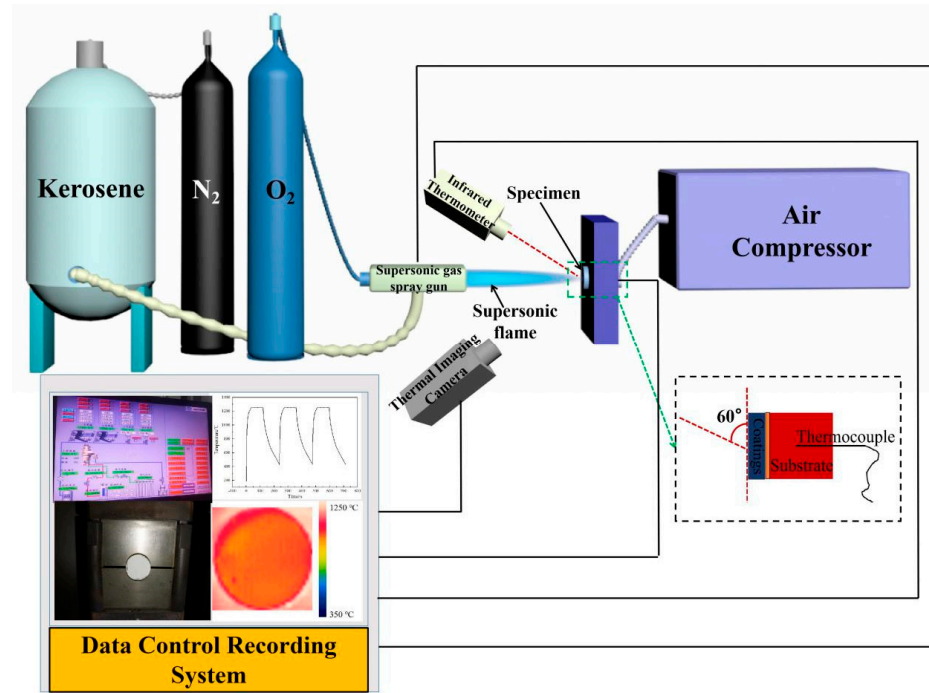 Kerosene
N₂
O₂
Infrared
Thermometer
Specimen
Air
Compressor
Supersonic gas
spray gun
Supersonic
flame
Thermal Imaging
Camera
60°
Coatings
Thermocouple
Substrate
1250 ℃
350 ℃
Data Control Recording
System